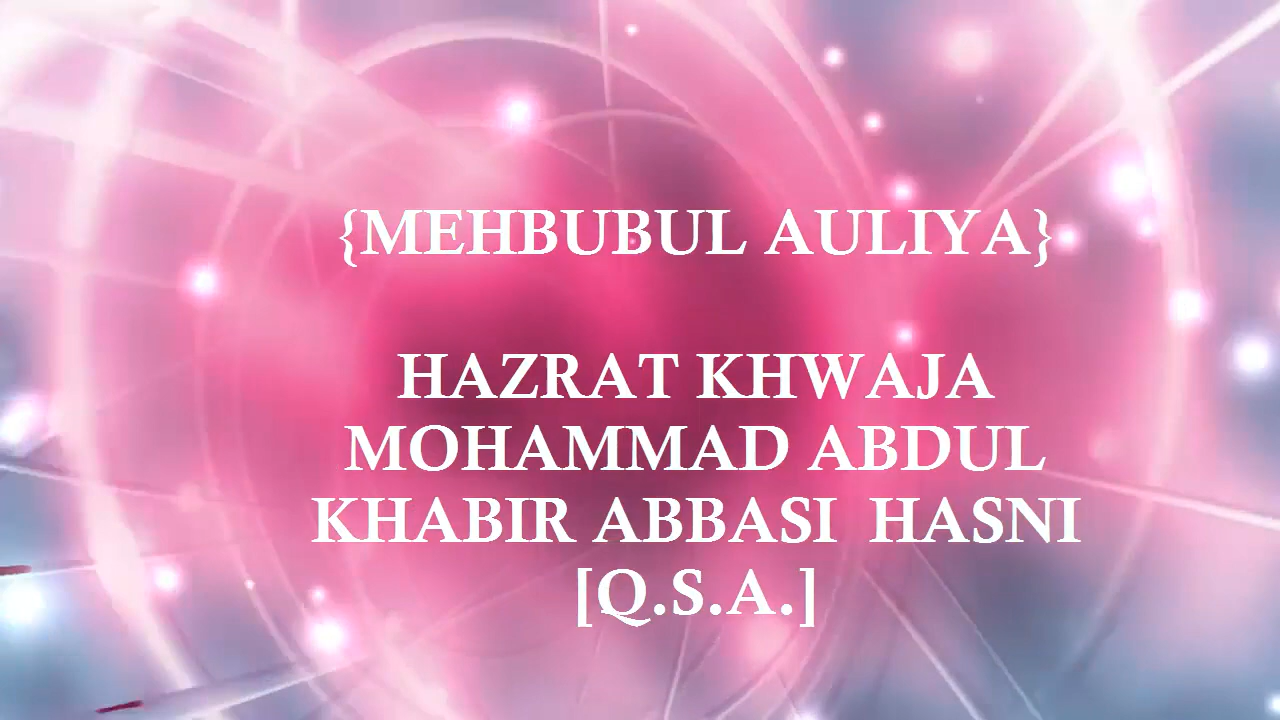 {MEHBUBUL AULIYA}
HAZRAT KHWAJA
MOHAMMAD ABDUL
KHABIR ABBASI HASNI
[Q.S.A.]